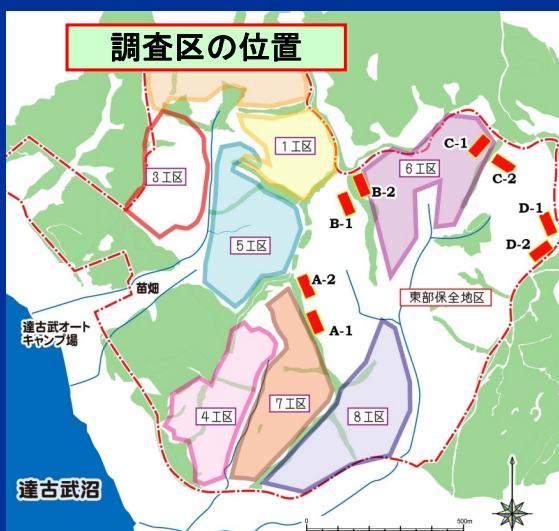 調査区の位置
1工区
6工区
C-1
C-2
3工区
B-2
B-1
D-1
D-2
5工区
A-2
苗畑
東部保全地区
達古武オート
キャンプ場
A-1
4工区
7工区
8工区
達古武沼
0
500m